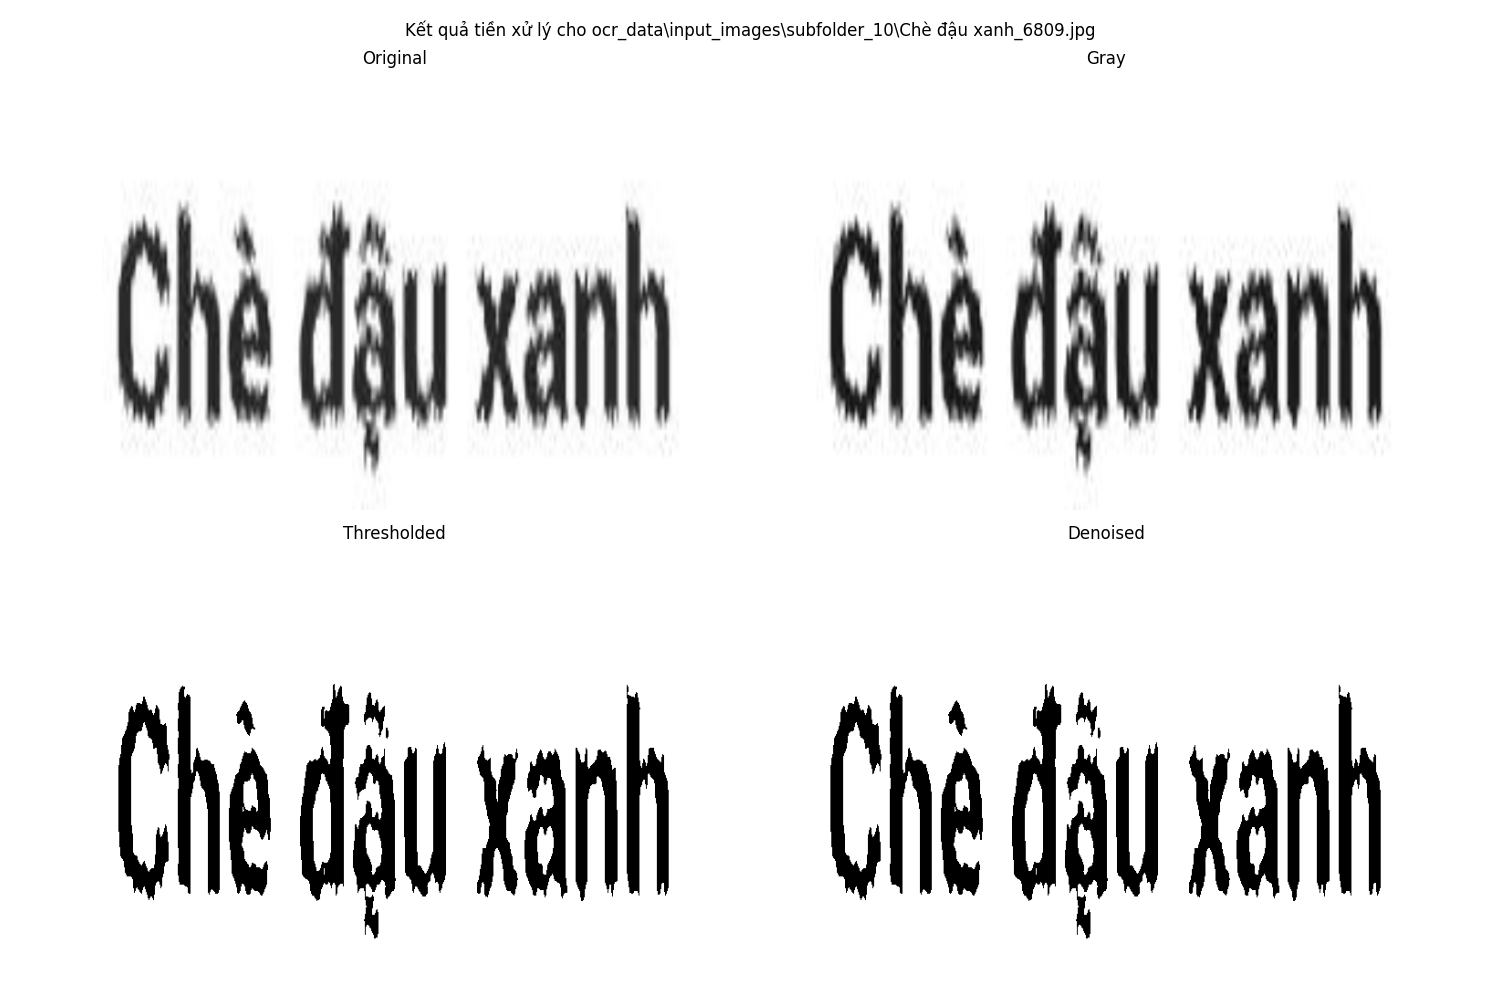 Kết quả tiền xử lý cho ocr_data\input_images\subfolder_10\Chè đậu xanh_6809.jpg
Original
Gray
Chè đậu xanh
Chè đậu xanh
Thresholded
Denoised
Chè đậu xanh
Chè đậu xanh